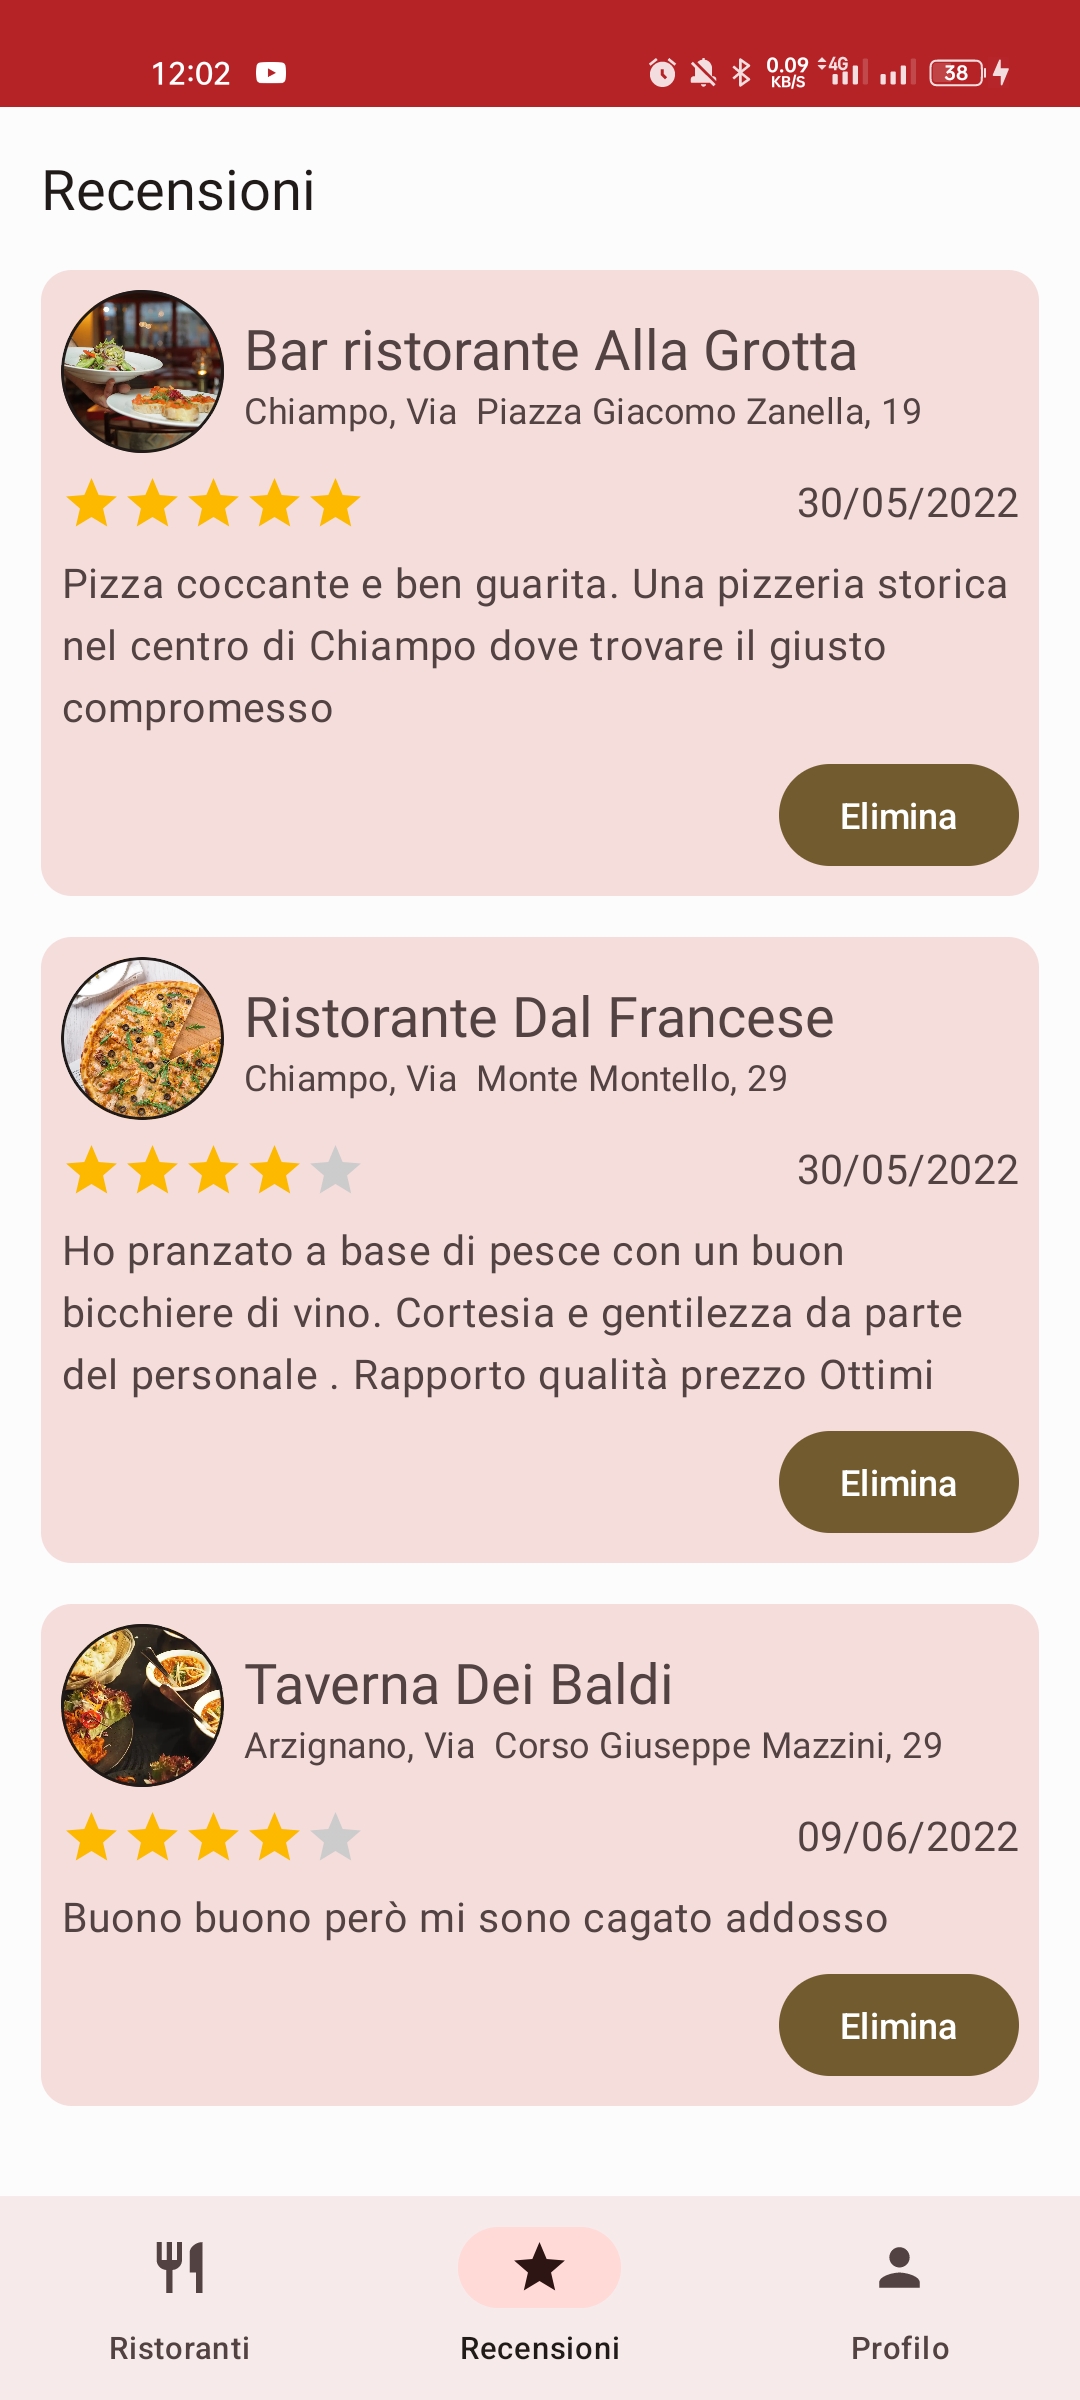 12:02
0.09
KB/S
4G
38
Recensioni
Bar ristorante Alla Grotta
Chiampo, Via  Piazza Giacomo Zanella, 19
30/05/2022
Pizza coccante e ben guarita. Una pizzeria storica
nel centro di Chiampo dove trovare il giusto
compromesso
Elimina
Ristorante Dal Francese
Chiampo, Via  Monte Montello, 29
30/05/2022
Ho pranzato a base di pesce con un buon
bicchiere di vino. Cortesia e gentilezza da parte
del personale . Rapporto qualità prezzo Ottimi
Elimina
Taverna Dei Baldi
Arzignano, Via  Corso Giuseppe Mazzini, 29
09/06/2022
Buono buono però mi sono cagato addosso
Elimina
Ristoranti
Recensioni
Profilo